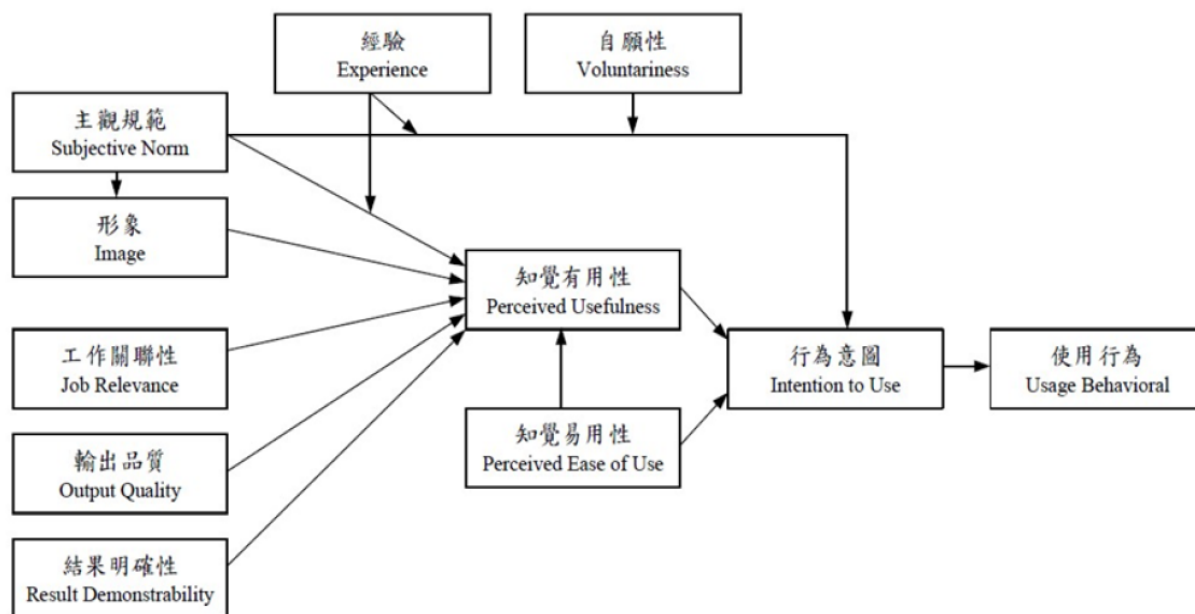 經驗
Experience
自願性
Voluntariness
主觀規範
Subjective Norm
形象
Image
知覺有用性
Perceived Usefulness
工作關聯性
Job Relevance
行為意圖
Intention to Use
使用行為
Usage Behavioral
知覺易用性
Perceived Ease of Use
輸出品質
Output Quality
結果明確性
Result Demonstrability